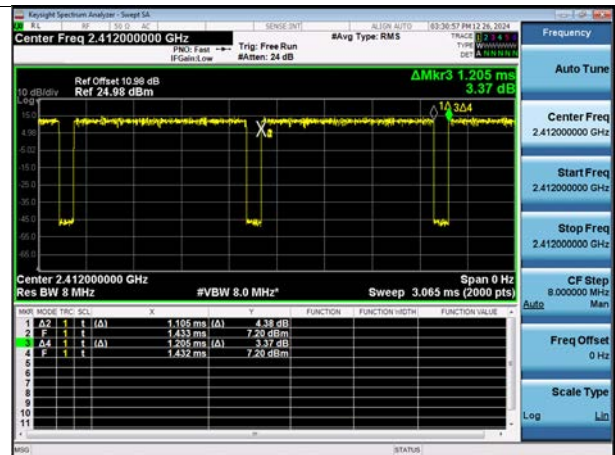 Keysight Spectrum Analyzer - Swept SA
RL RF 50 Ω AC SENSE:INT ALIGN AUTO 03:30:57 PM 12 26, 2024
Center Freq 2.412000000 GHz #Avg Type: RMS TRACE 1 2 3 4 5 6
PNO: Fast Trig: Free Run TYPE WWWWWW
IFGain:Low #Atten: 24 dB DET A N N N N N
Ref Offset 10.98 dB ΔMkr3 1.205 ms
10 dB/div Ref 24.98 dBm 3.37 dB
Log
15.0
4.98
-5.02
-15.0
-25.0
-35.0
-45.0
-55.0
-65.0
1Δ2 3Δ4
Center 2.412000000 GHz Span 0 Hz
Res BW 8 MHz #VBW 8.0 MHz* Sweep 3.065 ms (2000 pts)
MKR MODE TRC SCL X Y FUNCTION FUNCTION WIDTH FUNCTION VALUE
1 Δ2 1 t (Δ) 1.105 ms (Δ) 4.38 dB
2 F 1 t 1.433 ms 7.20 dBm
3 Δ4 1 t (Δ) 1.205 ms (Δ) 3.37 dB
4 F 1 t 1.432 ms 7.20 dBm
5
6
7
8
9
10
11
MSG STATUS
Frequency
Auto Tune
Center Freq
2.412000000 GHz
Start Freq
2.412000000 GHz
Stop Freq
2.412000000 GHz
CF Step
8.000000 MHz
Auto Man
Freq Offset
0 Hz
Scale Type
Log Lin